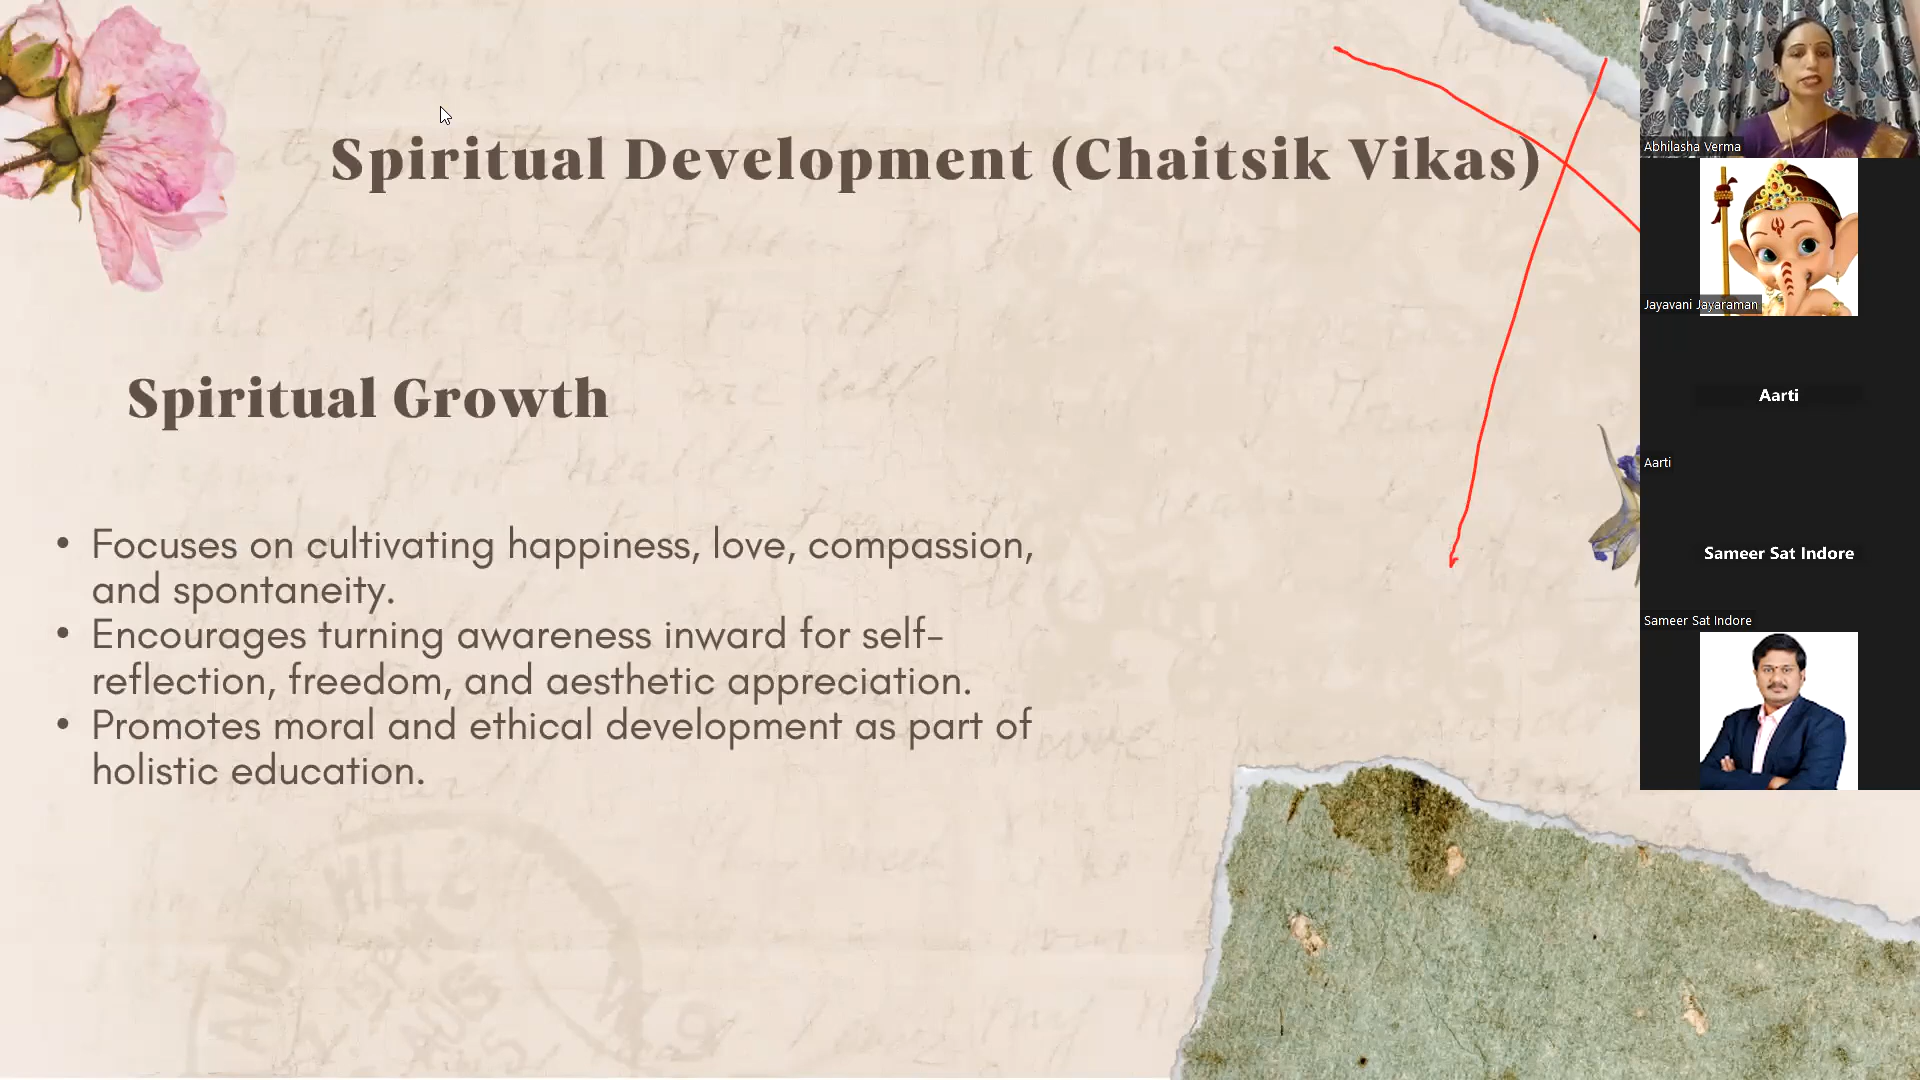 Spiritual Development (Chaitsik Vikas)
Spiritual Growth
• Focuses on cultivating happiness, love, compassion,
and spontaneity.
• Encourages turning awareness inward for self-
reflection, freedom, and aesthetic appreciation.
• Promotes moral and ethical development as part of
holistic education.
Abhilasha Verma
Jayavani Jayaraman
Aarti
Aarti
Sameer Sat Indore
Sameer Sat Indore